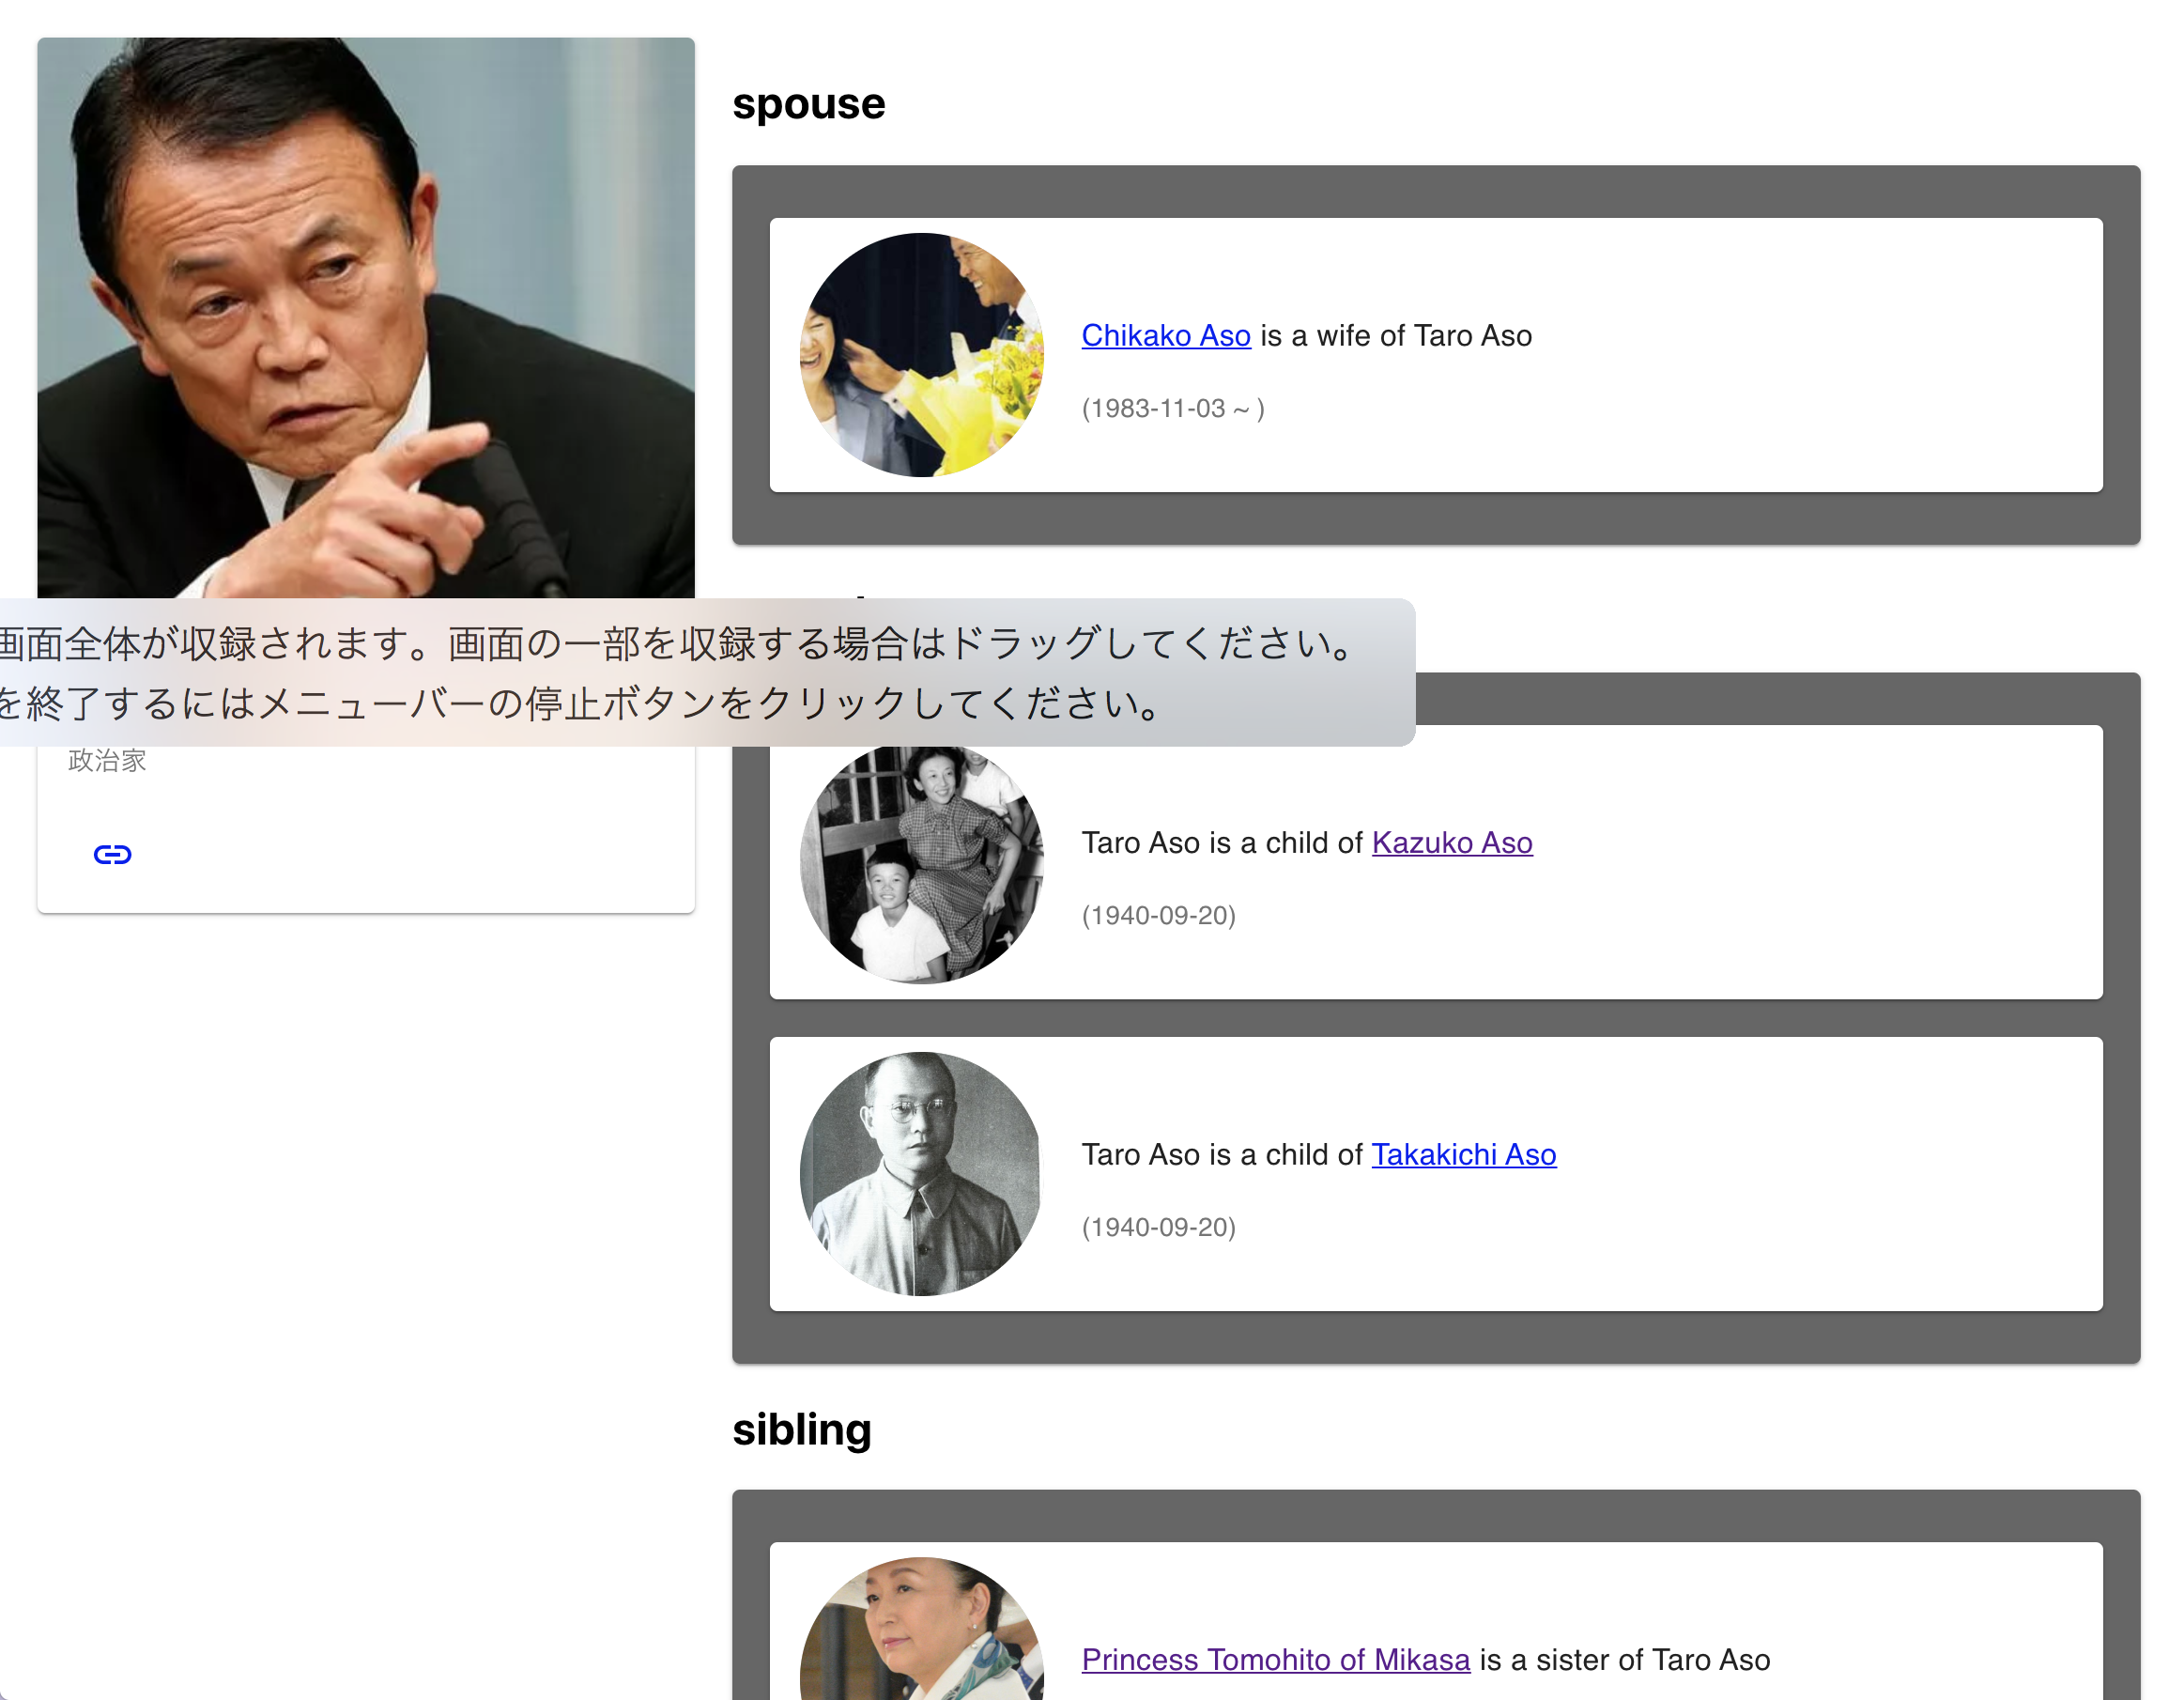 spouse
Chikako Aso is a wife of Taro Aso
(1983-11-03 ~ )
画面全体が収録されます。画面の一部を収録する場合はドラッグしてください。
を終了するにはメニューバーの停止ボタンをクリックしてください。
政治家
Taro Aso is a child of Kazuko Aso
(1940-09-20)
Taro Aso is a child of Takakichi Aso
(1940-09-20)
sibling
Princess Tomohito of Mikasa is a sister of Taro Aso